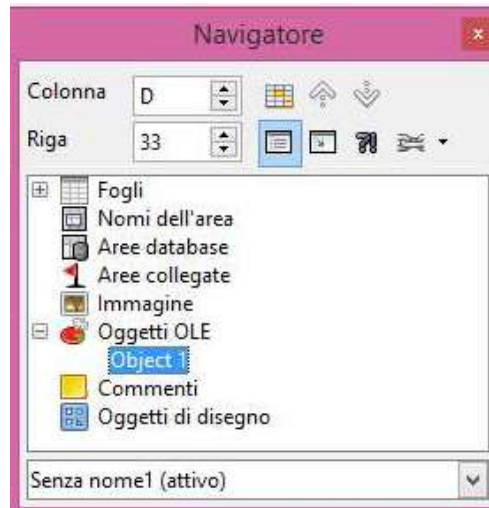 Navigatore
Colonna D
Riga 33
Fogli
Nomi dell'area
Aree database
Aree collegate
Immagine
Oggetti OLE
Object 1
Commenti
Oggetti di disegno
Senza nome1 (attivo)